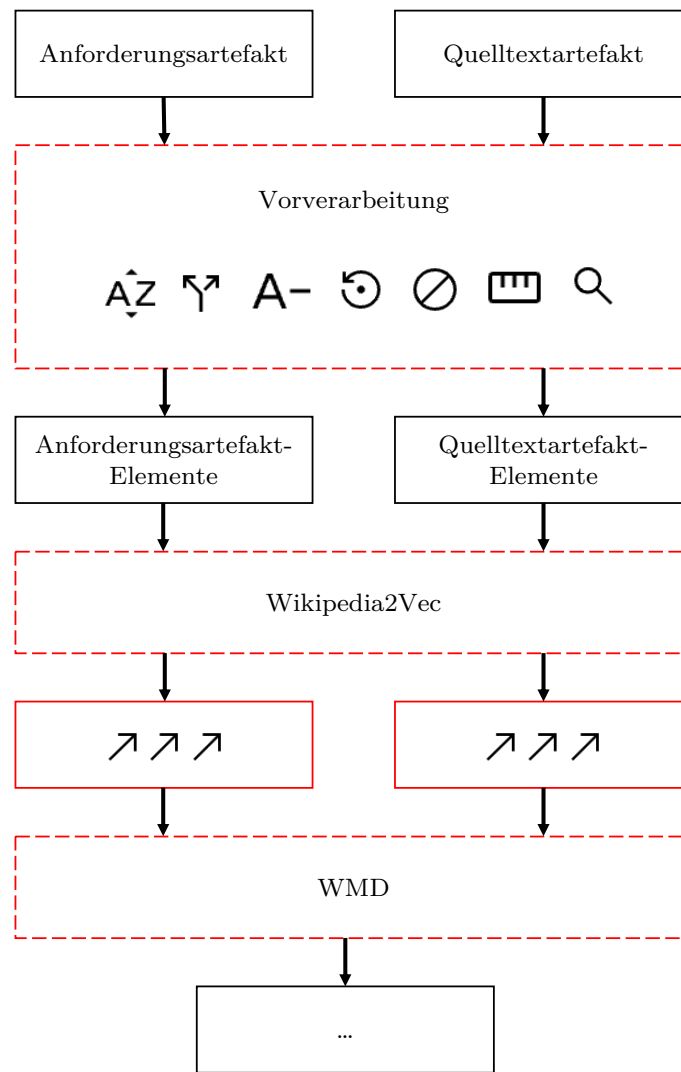 Anforderungsartefakt
Quelltextartefakt
Vorverarbeitung
AZ
A-
Anforderungsartefakt-
Elemente
Quelltextartefakt-
Elemente
Wikipedia2Vec
WMD
...